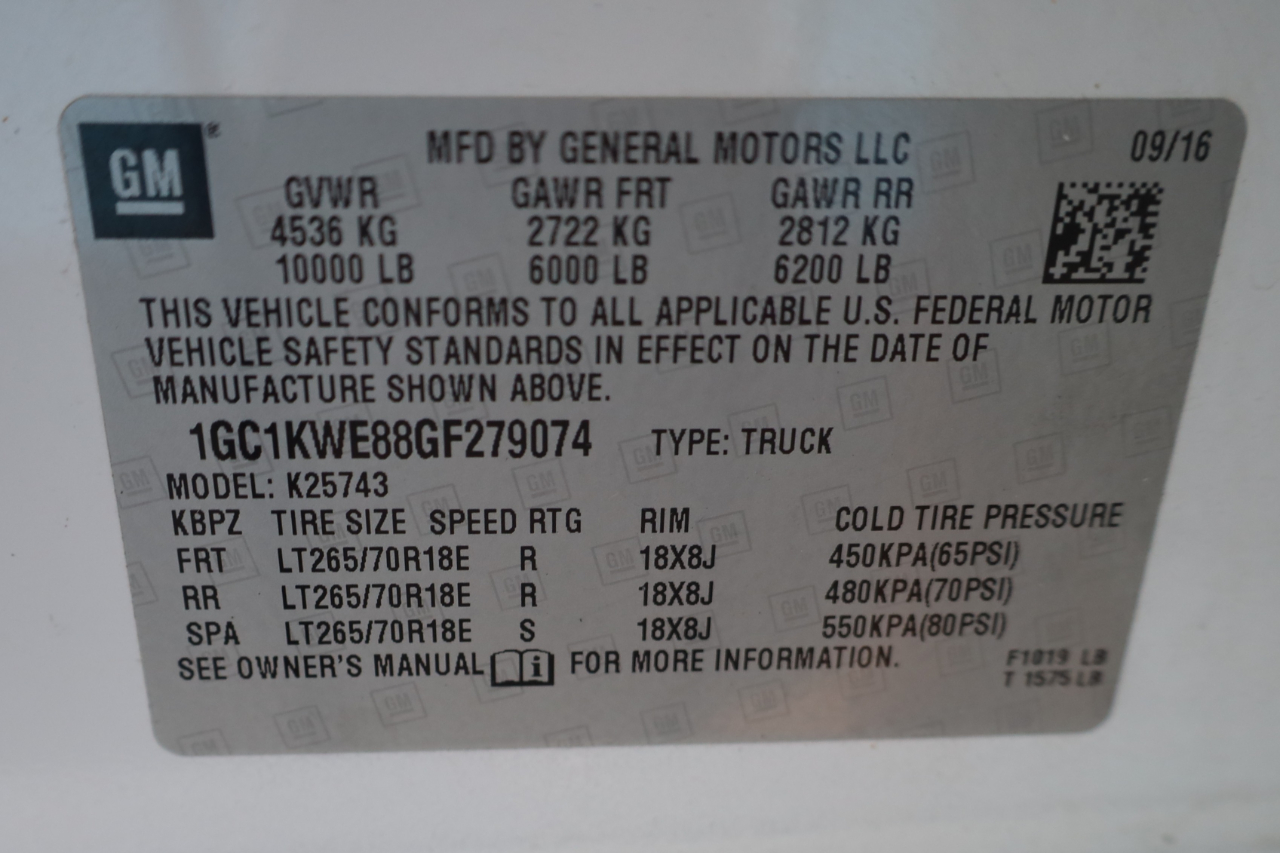 GM
MFD BY GENERAL MOTORS LLC 09/16
GVWR GAWR FRT GAWR RR
4536 KG 2722 KG 2812 KG
10000 LB 6000 LB 6200 LB
THIS VEHICLE CONFORMS TO ALL APPLICABLE U.S. FEDERAL MOTOR
VEHICLE SAFETY STANDARDS IN EFFECT ON THE DATE OF
MANUFACTURE SHOWN ABOVE.
1GC1KWE88GF279074 TYPE: TRUCK
MODEL: K25743
KBPZ TIRE SIZE SPEED RTG RIM COLD TIRE PRESSURE
FRT LT265/70R18E R 18X8J 450KPA(65PSI)
RR LT265/70R18E R 18X8J 480KPA(70PSI)
SPA LT265/70R18E S 18X8J 550KPA(80PSI)
SEE OWNER'S MANUAL FOR MORE INFORMATION.
F1019 LB
T 1575 LB